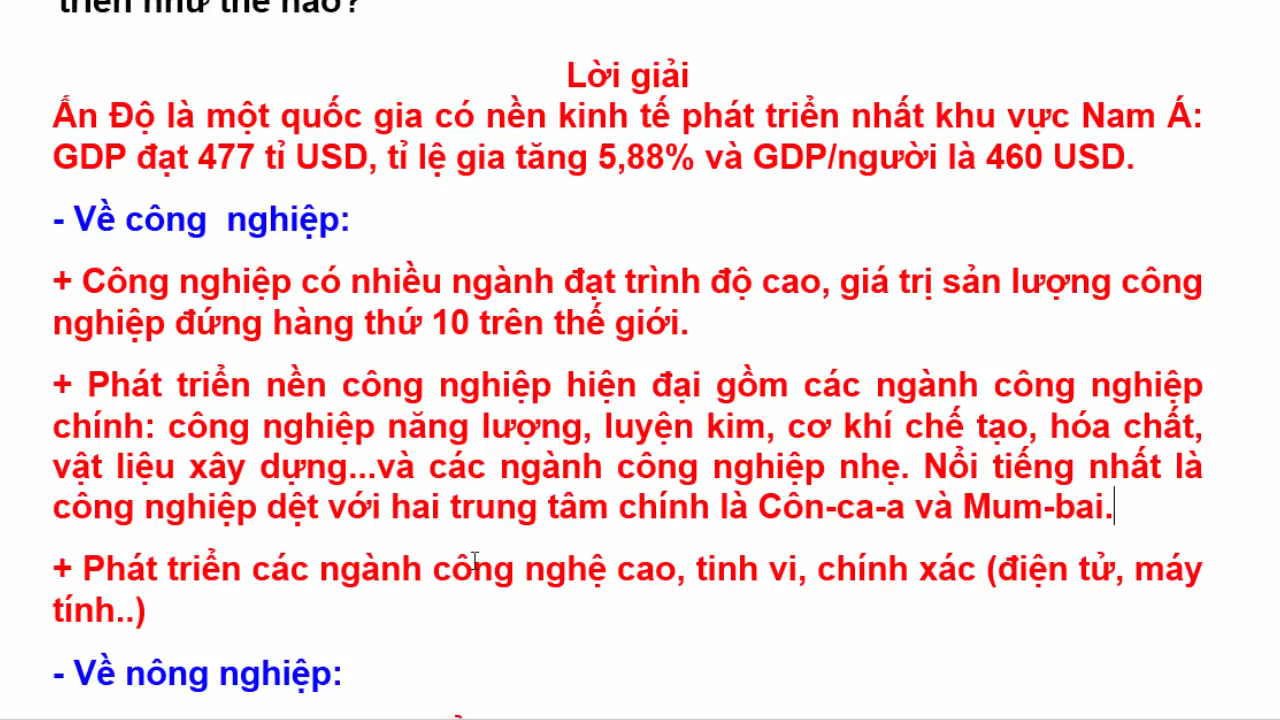 triển như thế nào?
Lời giải
Ấn Độ là một quốc gia có nền kinh tế phát triển nhất khu vực Nam Á:
GDP đạt 477 tỉ USD, tỉ lệ gia tăng 5,88% và GDP/người là 460 USD.
- Về công  nghiệp:
+ Công nghiệp có nhiều ngành đạt trình độ cao, giá trị sản lượng công
nghiệp đứng hàng thứ 10 trên thế giới.
+ Phát triển nền công nghiệp hiện đại gồm các ngành công nghiệp
chính: công nghiệp năng lượng, luyện kim, cơ khí chế tạo, hóa chất,
vật liệu xây dựng...và các ngành công nghiệp nhẹ. Nổi tiếng nhất là
công nghiệp dệt với hai trung tâm chính là Côn-ca-a và Mum-bai.
+ Phát triển các ngành công nghệ cao, tinh vi, chính xác (điện tử, máy
tính..)
- Về nông nghiệp: